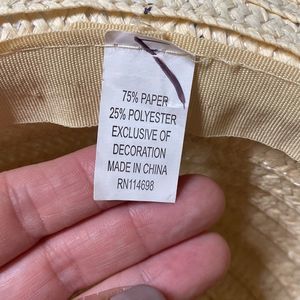 75% PAPER
25% POLYESTER
EXCLUSIVE OF
DECORATION
MADE IN CHINA
RN114698